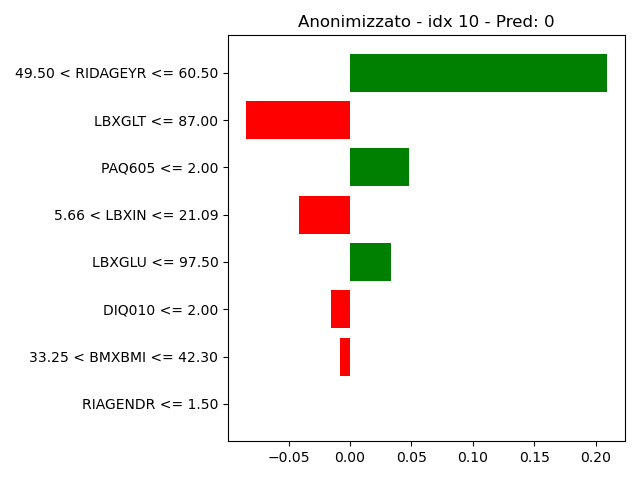 Anonimizzato - idx 10 - Pred: 0
49.50 < RIDAGEYR <= 60.50
LBXGLT <= 87.00
PAQ605 <= 2.00
5.66 < LBXIN <= 21.09
LBXGLU <= 97.50
DIQ010 <= 2.00
33.25 < BMXBMI <= 42.30
RIAGENDR <= 1.50
−0.05 0.00 0.05 0.10 0.15 0.20